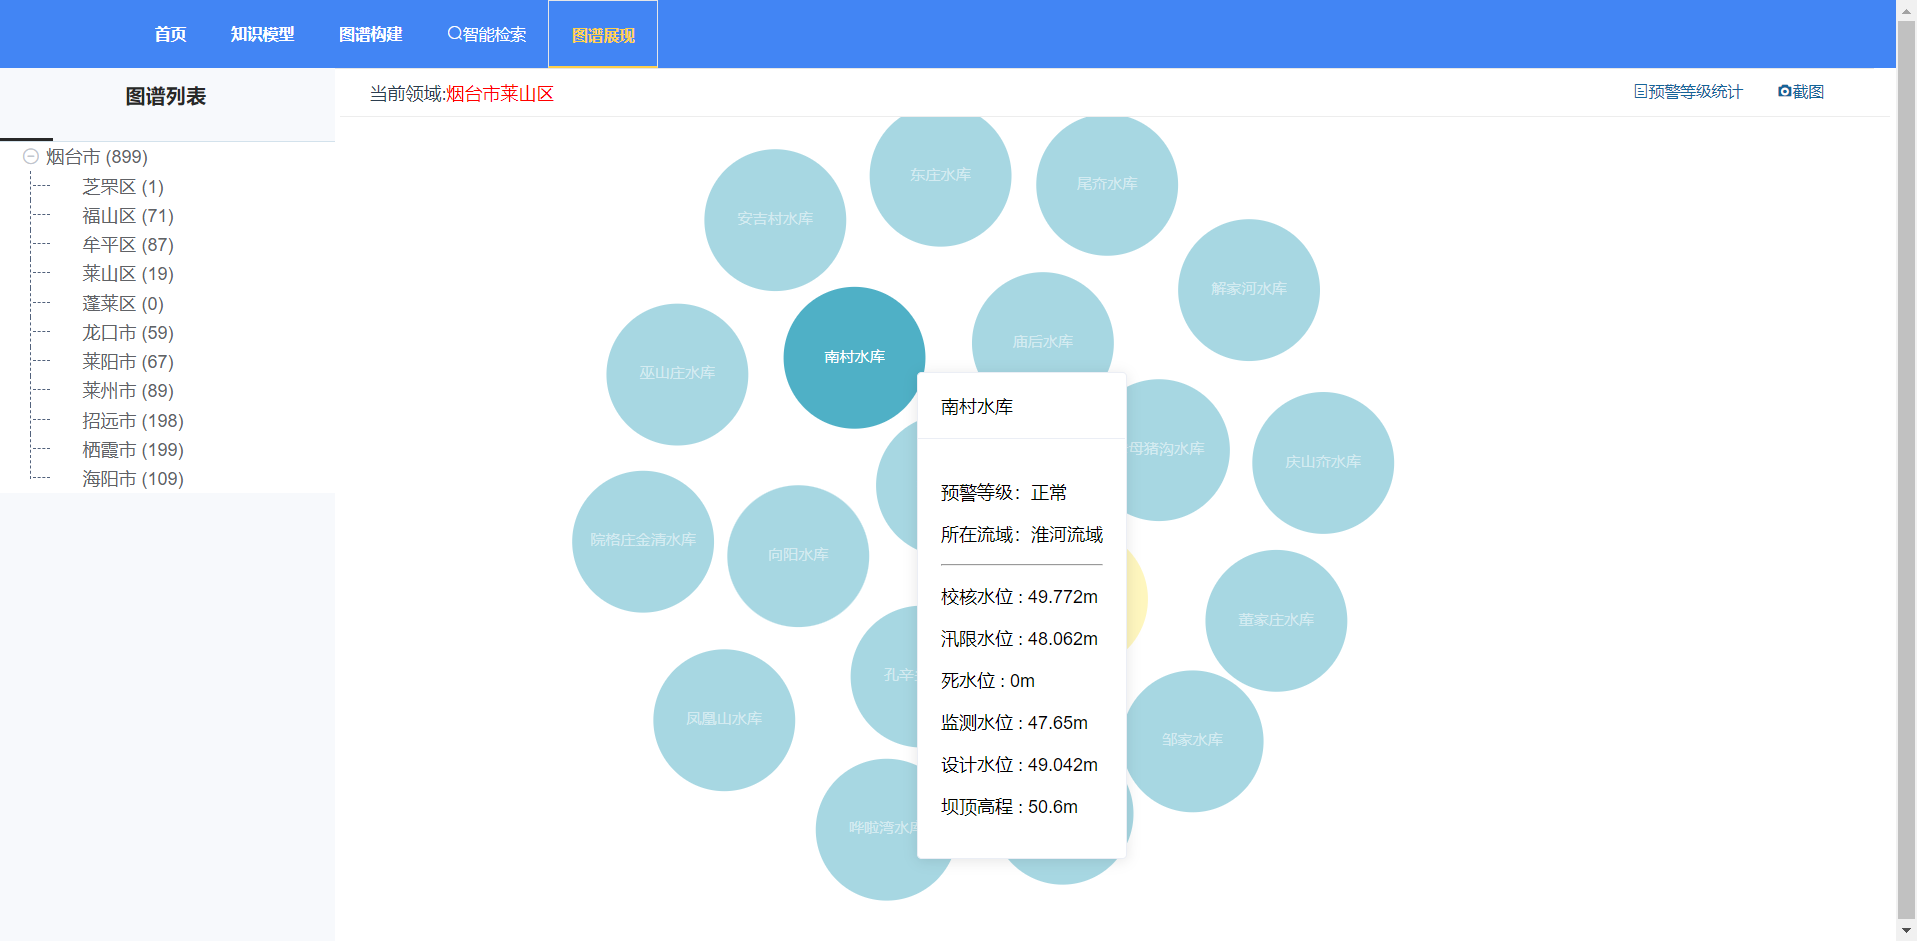 首页 知识模型 图谱构建 智能检索 图谱展现
图谱列表
当前领域:烟台市莱山区
预警等级统计 截图
烟台市 (899)
芝罘区 (1)
福山区 (71)
牟平区 (87)
莱山区 (19)
蓬莱区 (0)
龙口市 (59)
莱阳市 (67)
莱州市 (89)
招远市 (198)
栖霞市 (199)
海阳市 (109)
东庄水库
尾夼水库
安吉村水库
解家河水库
庙后水库
南村水库
巫山庄水库
母猪沟水库
庆山夼水库
院格庄金清水库
向阳水库
董家庄水库
孔辛
凤凰山水库
邹家水库
哗啦湾水库
南村水库
预警等级：正常
所在流域：淮河流域
校核水位 : 49.772m
汛限水位 : 48.062m
死水位 : 0m
监测水位 : 47.65m
设计水位 : 49.042m
坝顶高程 : 50.6m